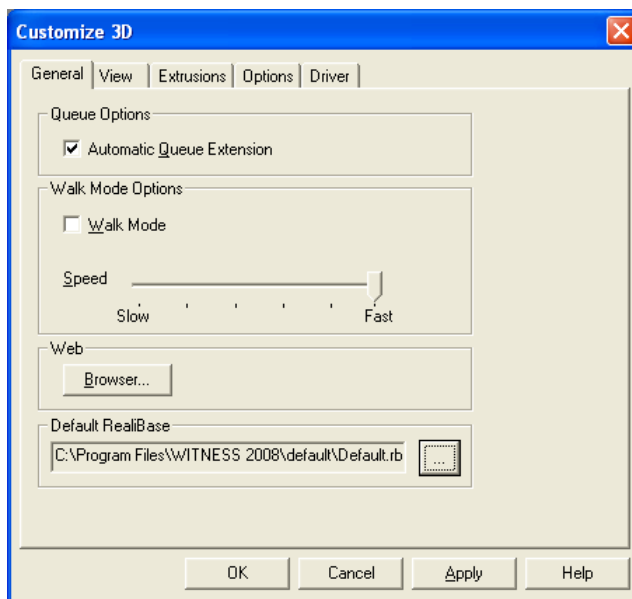 Customize 3D
General View Extrusions Options Driver
Queue Options
Automatic Queue Extension
Walk Mode Options
Walk Mode
Speed
Slow Fast
Web
Browser...
Default RealiBase
C:\Program Files\WITNESS 2008\default\Default.rb
...
OK Cancel Apply Help